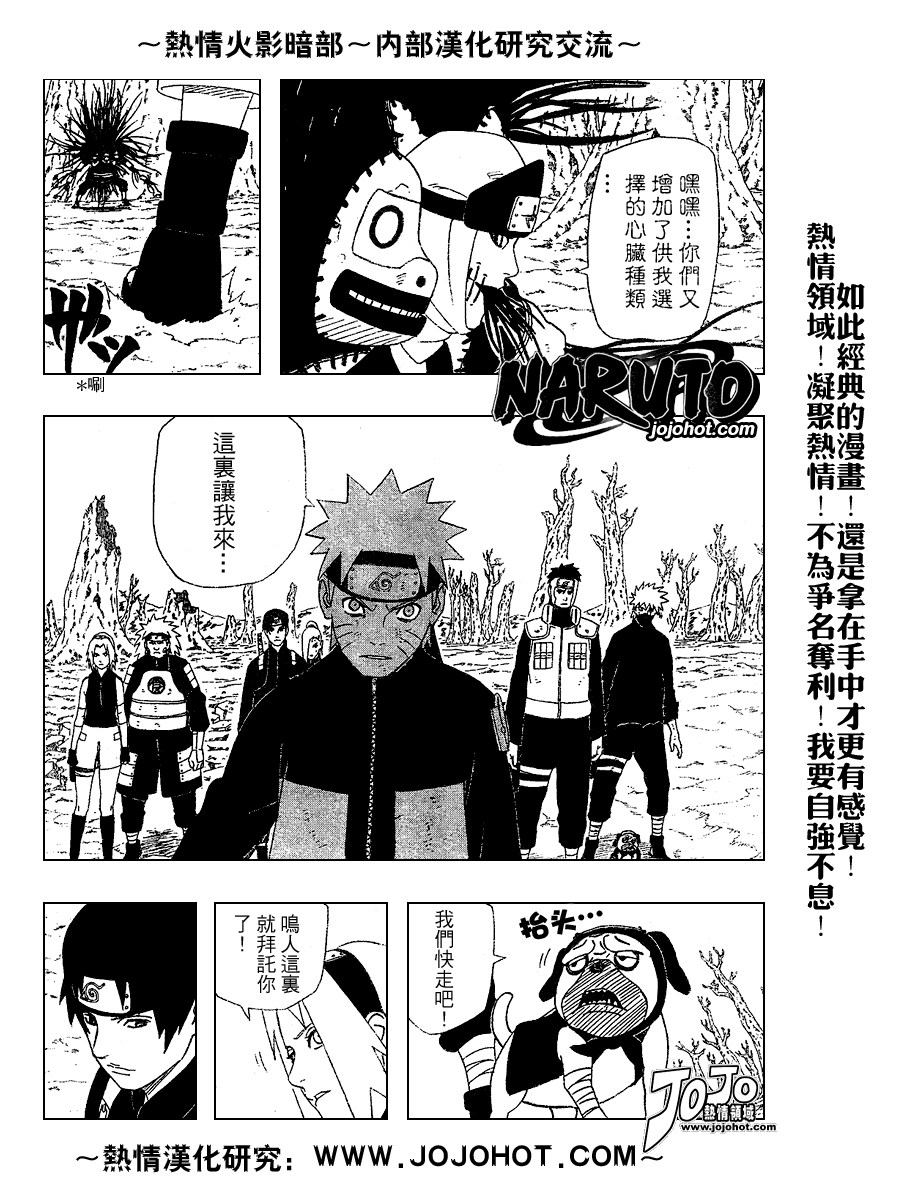 ～熱情火影暗部～内部漢化研究交流～
嘿嘿…你們又
增加了供我選
擇的心臟種類
…
*唰
NARUTO
jojohot.com
這裏讓我來…
如此經典的漫畫！還是拿在手中才更有感覺！
熱情領域！凝聚熱情！不為爭名奪利！我要自強不息！
抬头…
我們快走吧！
鳴人這裏
就拜託你
了！
JOJO
熱情領域
www.jojohot.com
～熱情漢化研究：WWW.JOJOHOT.COM～